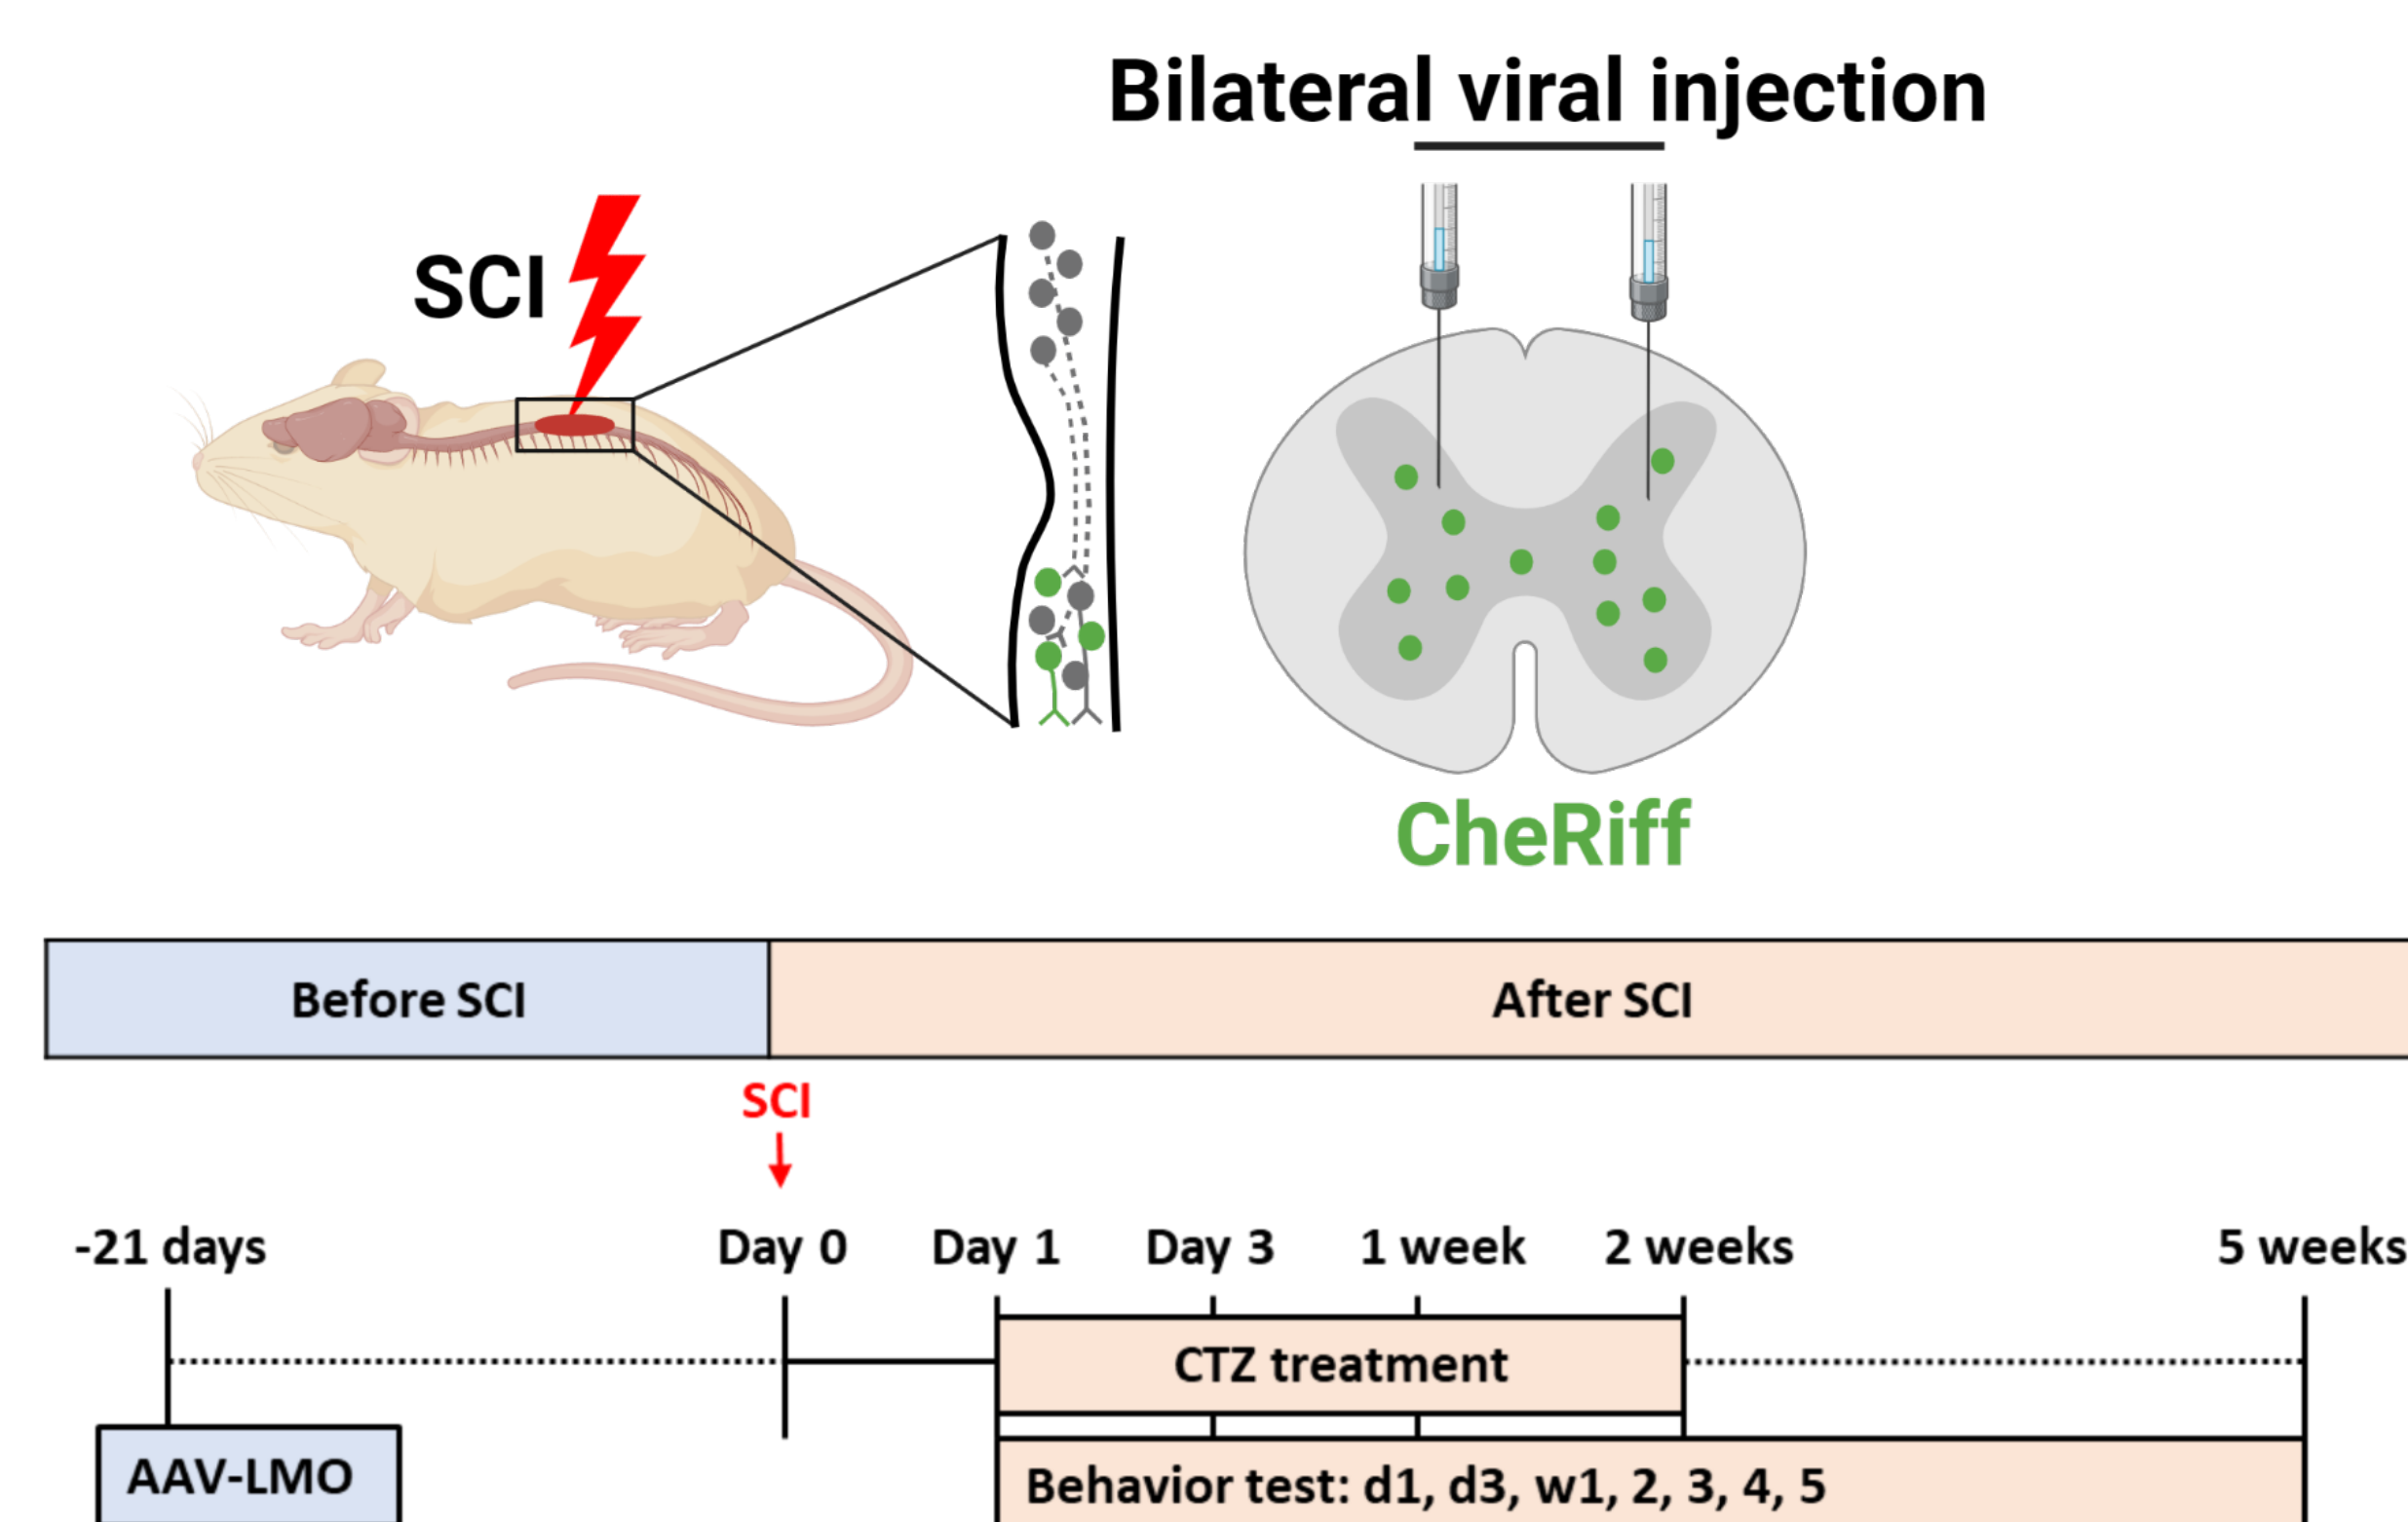 Bilateral viral injection
SCI
CheRiff
Before SCI
After SCI
SCI
-21 days
Day 0
Day 1
Day 3
1 week
2 weeks
5 weeks
CTZ treatment
AAV-LMO
Behavior test: d1, d3, w1, 2, 3, 4, 5